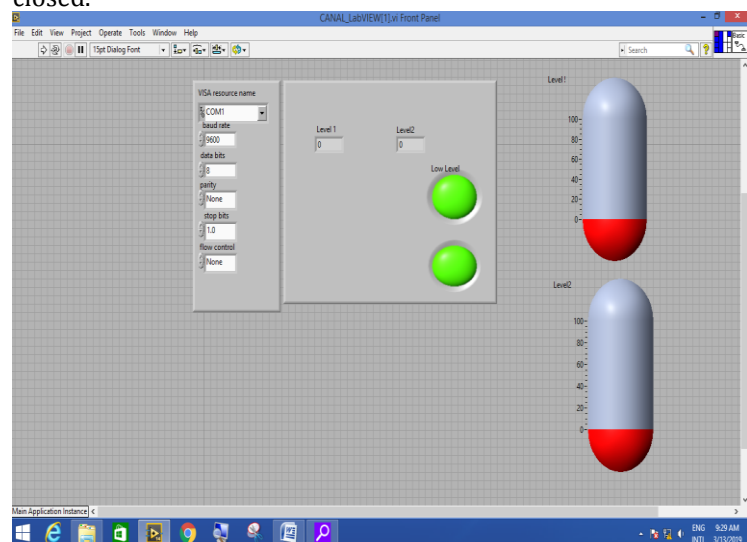 closed.
CANAL_LabVIEW[1].vi Front Panel
File Edit View Project Operate Tools Window Help
15pt Dialog Font
Search
Basic
VISA resource name
COM1
baud rate
9600
data bits
8
parity
None
stop bits
1.0
flow control
None
Level 1
0
Level2
0
Low Level
Level1
100
80
60
40
20
0
Level2
100
80
60
40
20
0
Main Application Instance
ENG 9:29 AM
INTL 3/13/2019